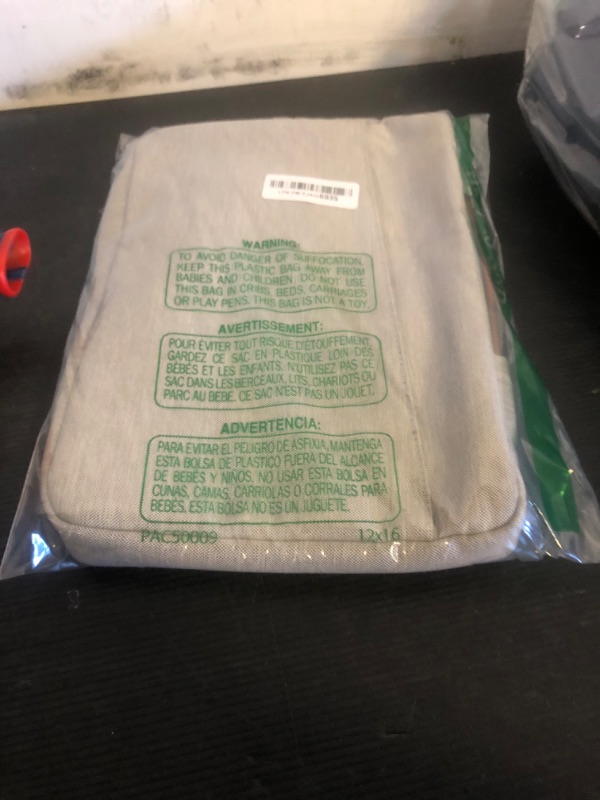 6935
WARNING:
TO AVOID DANGER OF SUFFOCATION,
KEEP THIS PLASTIC BAG AWAY FROM
BABIES AND CHILDREN. DO NOT USE
THIS BAG IN CRIBS, BEDS, CARRIAGES
OR PLAY PENS. THIS BAG IS NOT A TOY.
AVERTISSEMENT:
POUR ÉVITER TOUT RISQUE D'ÉTOUFFEMENT,
GARDEZ CE SAC EN PLASTIQUE LOIN DES
BÉBÉS ET LES ENFANTS. N'UTILISEZ PAS CE
SAC DANS LES BERCEAUX, LITS, CHARIOTS OU
PARC AU BEBE. CE SAC N'EST PAS UN JOUET.
ADVERTENCIA:
PARA EVITAR EL PELIGRO DE ASFIXIA, MANTENGA
ESTA BOLSA DE PLASTICO FUERA DEL ALCANCE
DE BEBÉS Y NIÑOS. NO USAR ESTA BOLSA EN
CUNAS, CAMAS, CARRIOLAS O CORRALES PARA
BEBES. ESTA BOLSA NO ES UN JUGUETE.
PAC50009 12x16